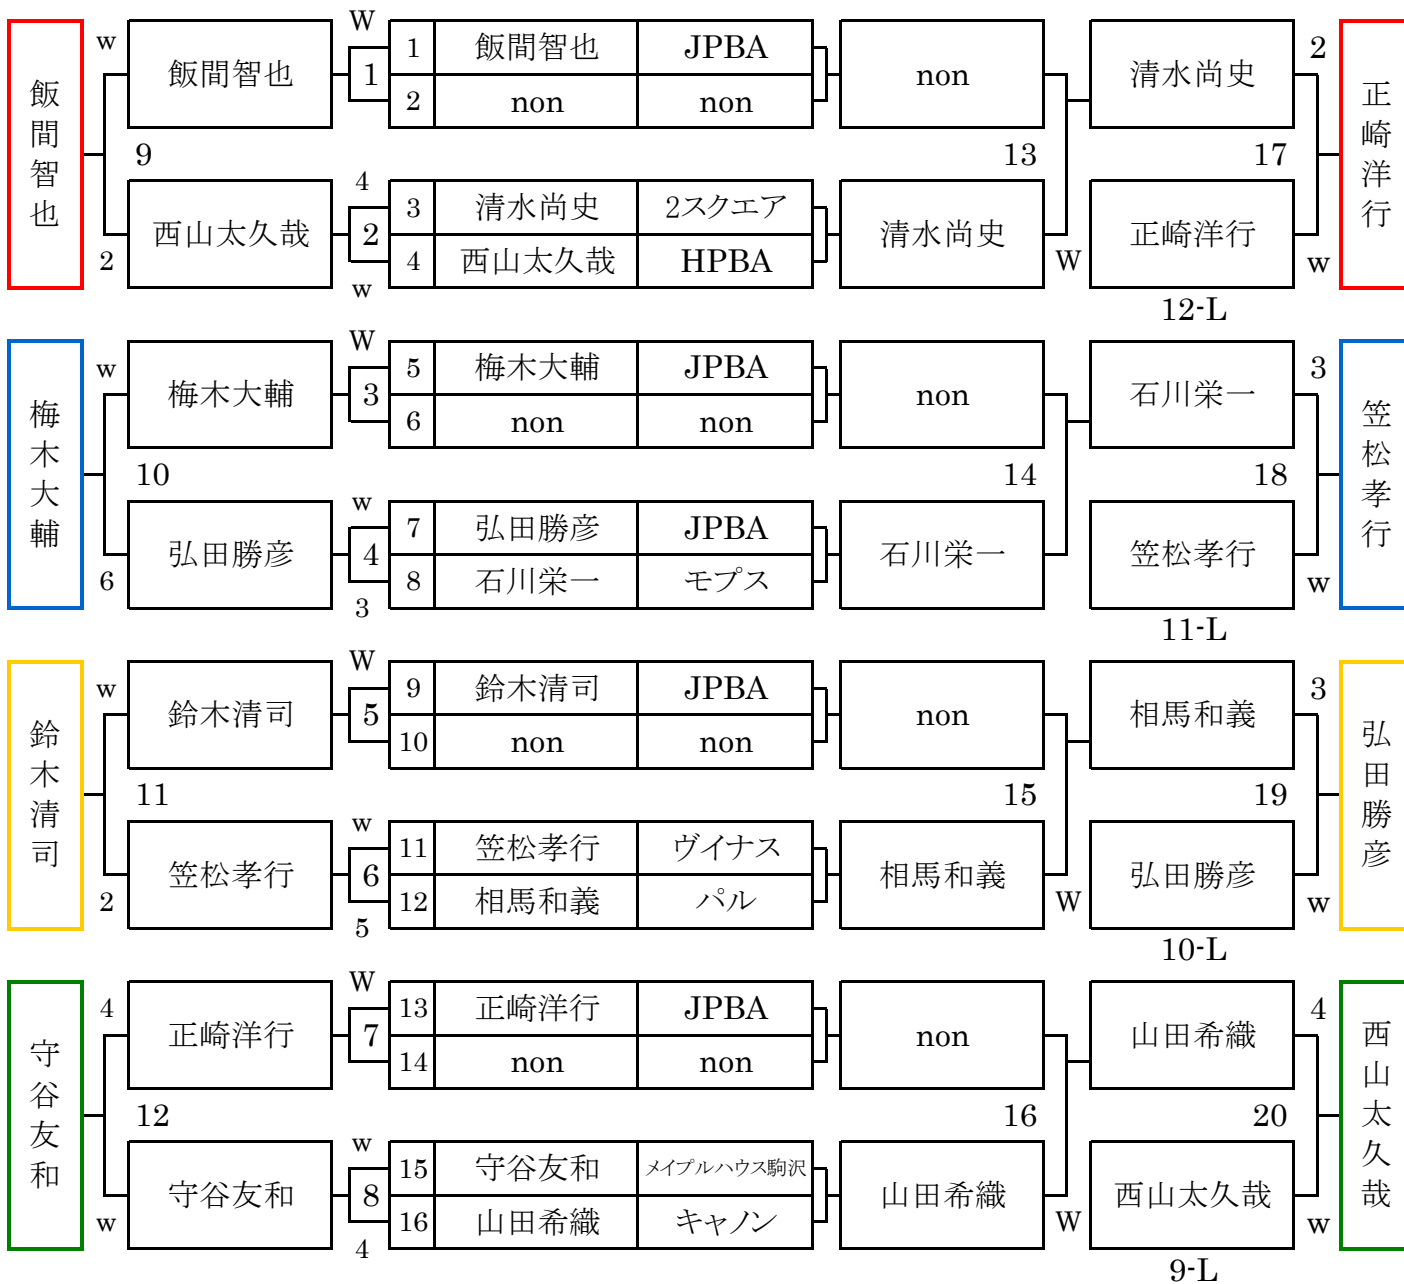 W
1 飯間智也 JPBA
2 non non
1
w
飯間智也
飯間智也
9
西山太久哉
2
4
3 清水尚史 2スクエア
4 西山太久哉 HPBA
2
w
non
13
清水尚史
W
清水尚史
2
17
正崎洋行
w
12-L
正崎洋行
W
5 梅木大輔 JPBA
6 non non
3
w
梅木大輔
梅木大輔
10
弘田勝彦
6
w
7 弘田勝彦 JPBA
8 石川栄一 モプス
4
3
non
14
石川栄一
石川栄一
3
18
笠松孝行
w
11-L
笠松孝行
W
9 鈴木清司 JPBA
10 non non
5
w
鈴木清司
鈴木清司
11
笠松孝行
2
w
11 笠松孝行 ヴイナス
12 相馬和義 パル
6
5
non
15
相馬和義
W
相馬和義
3
19
弘田勝彦
w
10-L
弘田勝彦
W
13 正崎洋行 JPBA
14 non non
7
4
正崎洋行
守谷友和
12
守谷友和
w
w
15 守谷友和 メイプルハウス駒沢
16 山田希織 キャノン
8
4
non
16
山田希織
W
山田希織
4
20
西山太久哉
w
9-L
西山太久哉